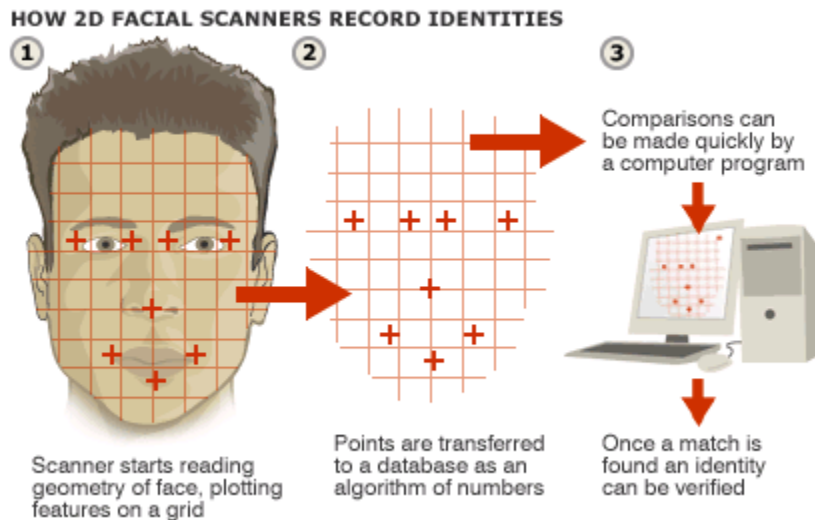 HOW 2D FACIAL SCANNERS RECORD IDENTITIES
1
Scanner starts reading
geometry of face, plotting
features on a grid
2
Points are transferred
to a database as an
algorithm of numbers
3
Comparisons can
be made quickly by
a computer program
Once a match is
found an identity
can be verified